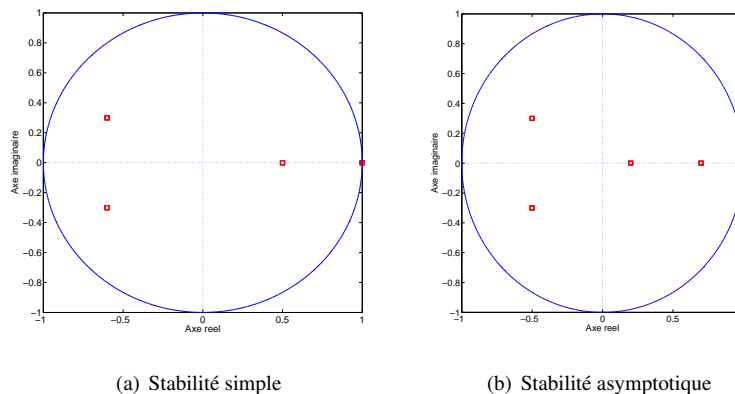 1
0.8
0.6
0.4
0.2
0
−0.2
−0.4
−0.6
−0.8
−1
−1 −0.5 0 0.5 1
Axe reel
Axe imaginaire
1
0.8
0.6
0.4
0.2
0
−0.2
−0.4
−0.6
−0.8
−1
−1 −0.5 0 0.5
Axe reel
Axe imaginaire
(a) Stabilité simple
(b) Stabilité asymptotique